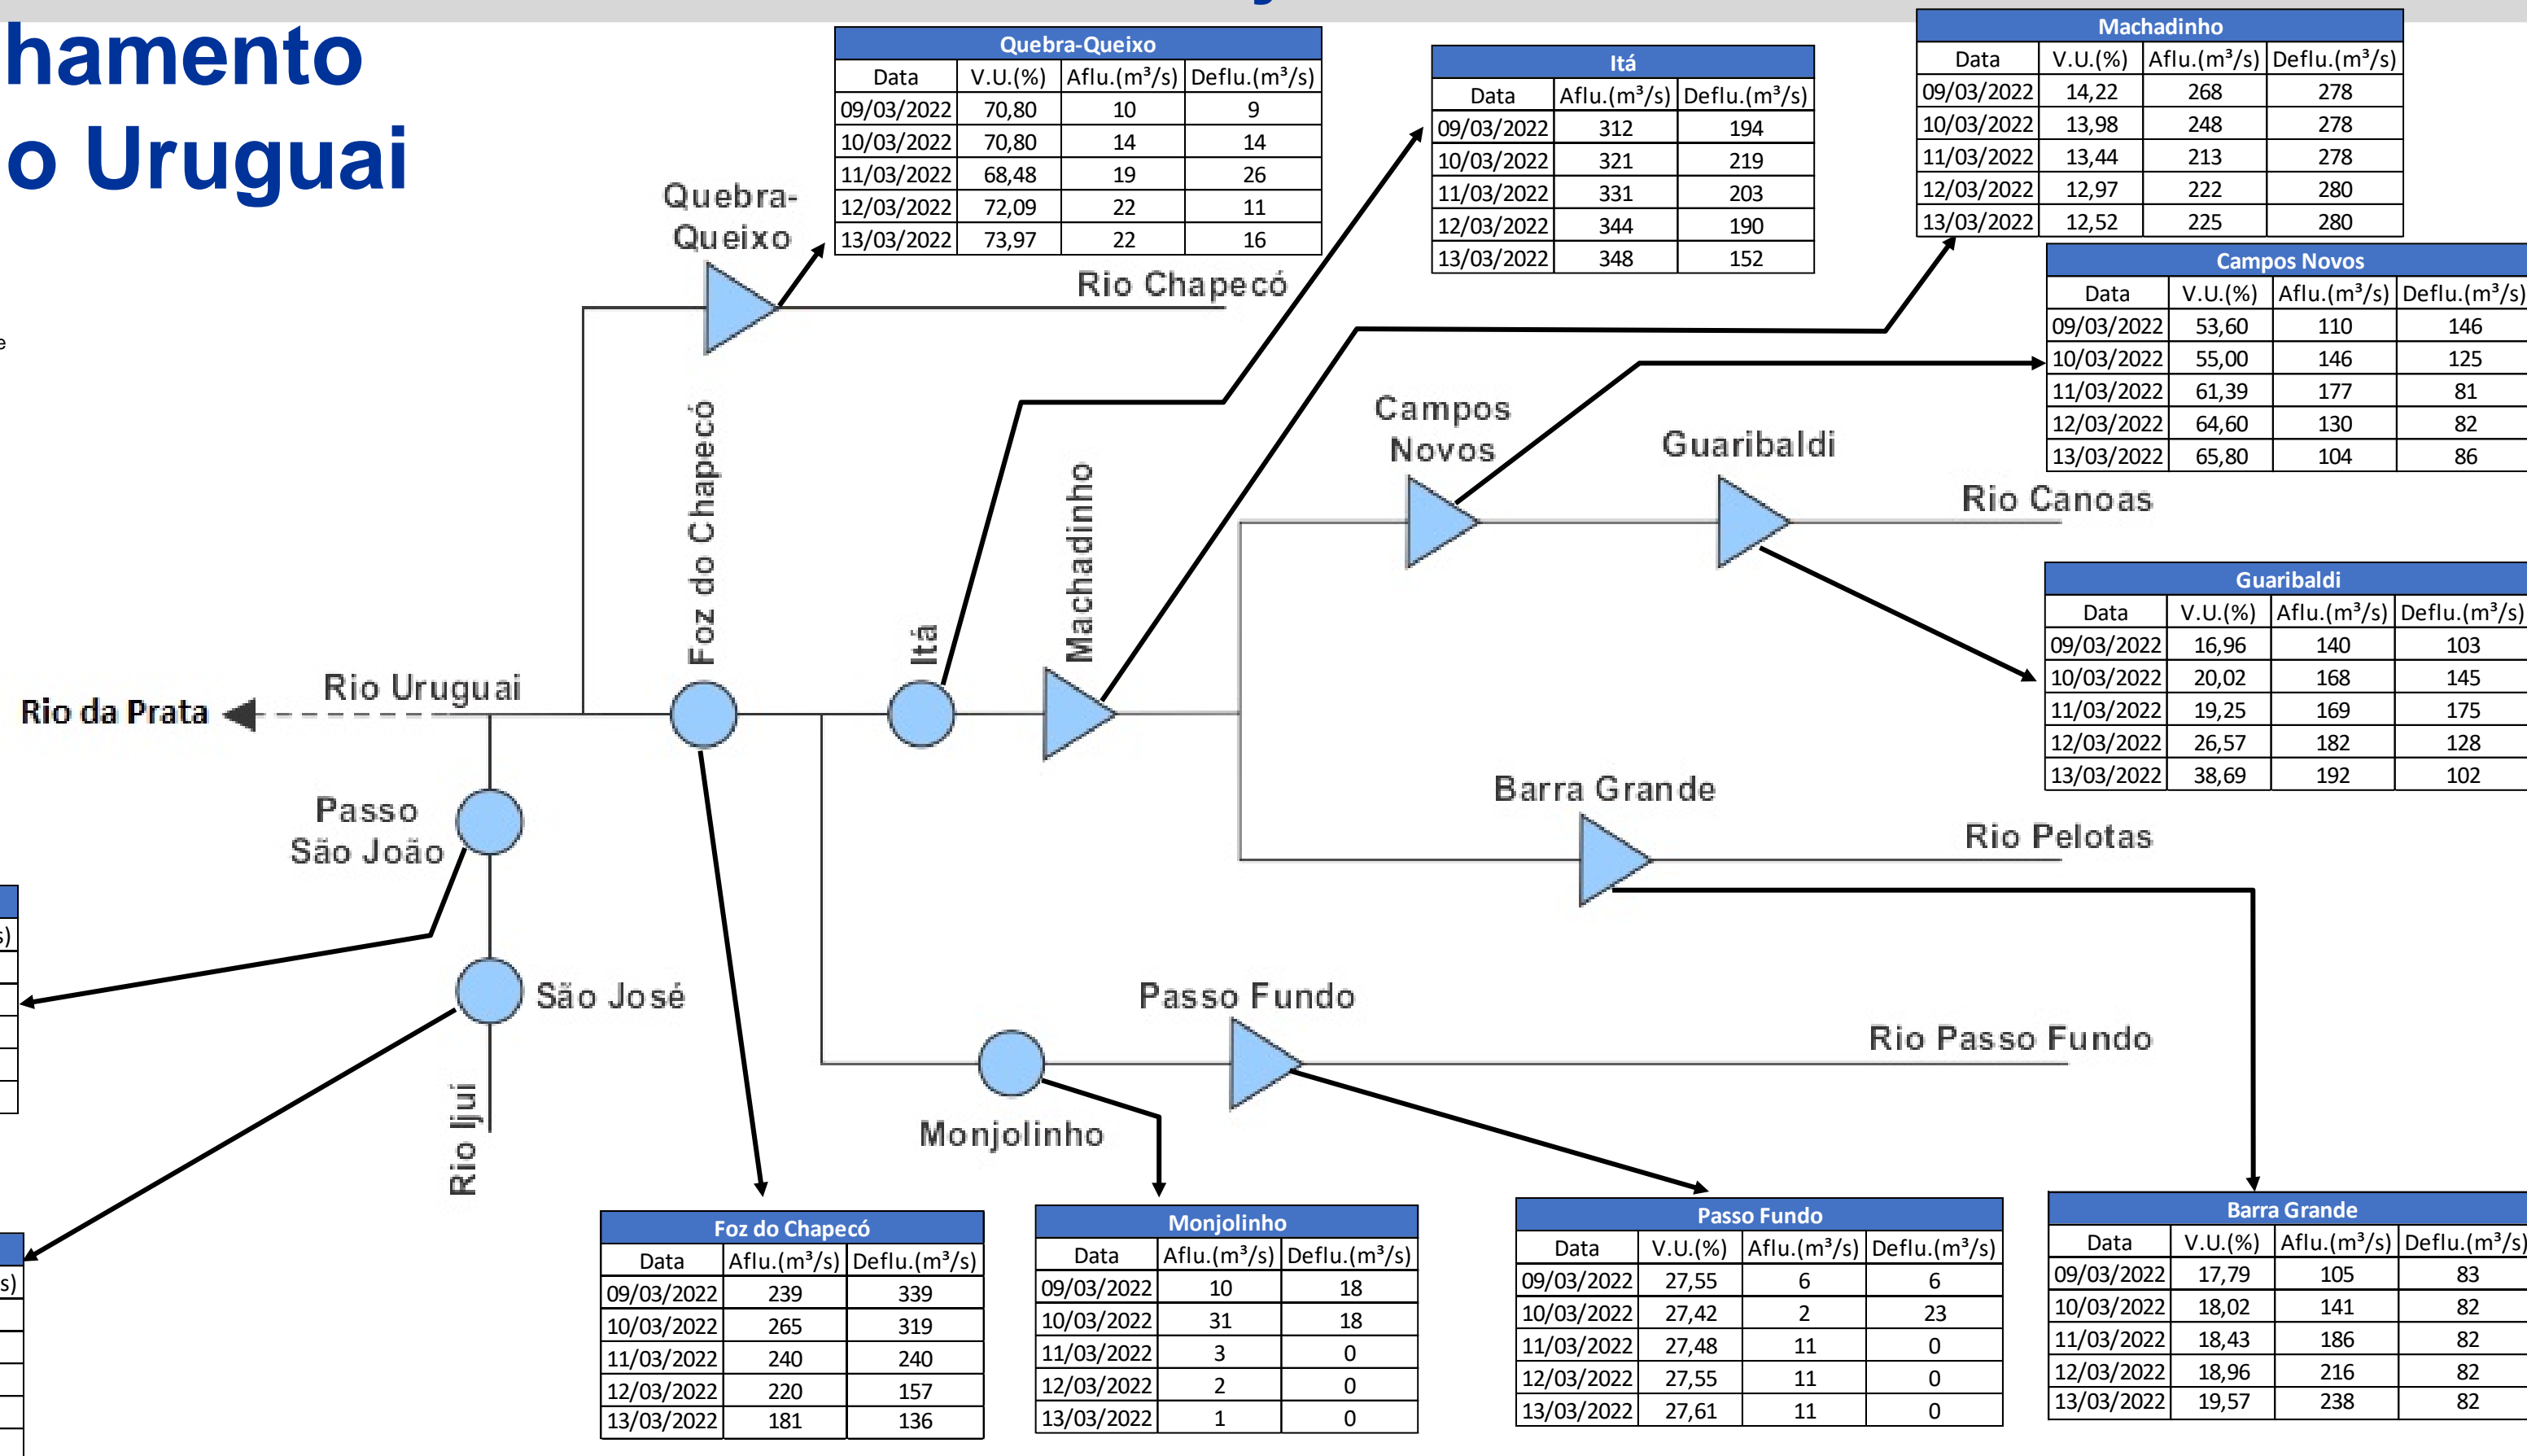 hamento
o Uruguai
e
Quebra-Queixo
Data V.U.(%) Aflu.(m³/s) Deflu.(m³/s)
09/03/2022 70,80 10 9
10/03/2022 70,80 14 14
11/03/2022 68,48 19 26
12/03/2022 72,09 22 11
13/03/2022 73,97 22 16
Itá
Data Aflu.(m³/s) Deflu.(m³/s)
09/03/2022 312 194
10/03/2022 321 219
11/03/2022 331 203
12/03/2022 344 190
13/03/2022 348 152
Machadinho
Data V.U.(%) Aflu.(m³/s) Deflu.(m³/s)
09/03/2022 14,22 268 278
10/03/2022 13,98 248 278
11/03/2022 13,44 213 278
12/03/2022 12,97 222 280
13/03/2022 12,52 225 280
Campos Novos
Data V.U.(%) Aflu.(m³/s) Deflu.(m³/s)
09/03/2022 53,60 110 146
10/03/2022 55,00 146 125
11/03/2022 61,39 177 81
12/03/2022 64,60 130 82
13/03/2022 65,80 104 86
Quebra-
Queixo
Rio Chapecó
Foz do Chapecó
Itá
Machadinho
Campos
Novos
Guaribaldi
Rio Canoas
Guaribaldi
Data V.U.(%) Aflu.(m³/s) Deflu.(m³/s)
09/03/2022 16,96 140 103
10/03/2022 20,02 168 145
11/03/2022 19,25 169 175
12/03/2022 26,57 182 128
13/03/2022 38,69 192 102
Rio da Prata
Rio Uruguai
Passo
São João
Barra Grande
Rio Pelotas
s)
São José
Rio Ijuí
Passo Fundo
Rio Passo Fundo
Monjolinho
s)
Foz do Chapecó
Data Aflu.(m³/s) Deflu.(m³/s)
09/03/2022 239 339
10/03/2022 265 319
11/03/2022 240 240
12/03/2022 220 157
13/03/2022 181 136
Monjolinho
Data Aflu.(m³/s) Deflu.(m³/s)
09/03/2022 10 18
10/03/2022 31 18
11/03/2022 3 0
12/03/2022 2 0
13/03/2022 1 0
Passo Fundo
Data V.U.(%) Aflu.(m³/s) Deflu.(m³/s)
09/03/2022 27,55 6 6
10/03/2022 27,42 2 23
11/03/2022 27,48 11 0
12/03/2022 27,55 11 0
13/03/2022 27,61 11 0
Barra Grande
Data V.U.(%) Aflu.(m³/s) Deflu.(m³/s)
09/03/2022 17,79 105 83
10/03/2022 18,02 141 82
11/03/2022 18,43 186 82
12/03/2022 18,96 216 82
13/03/2022 19,57 238 82